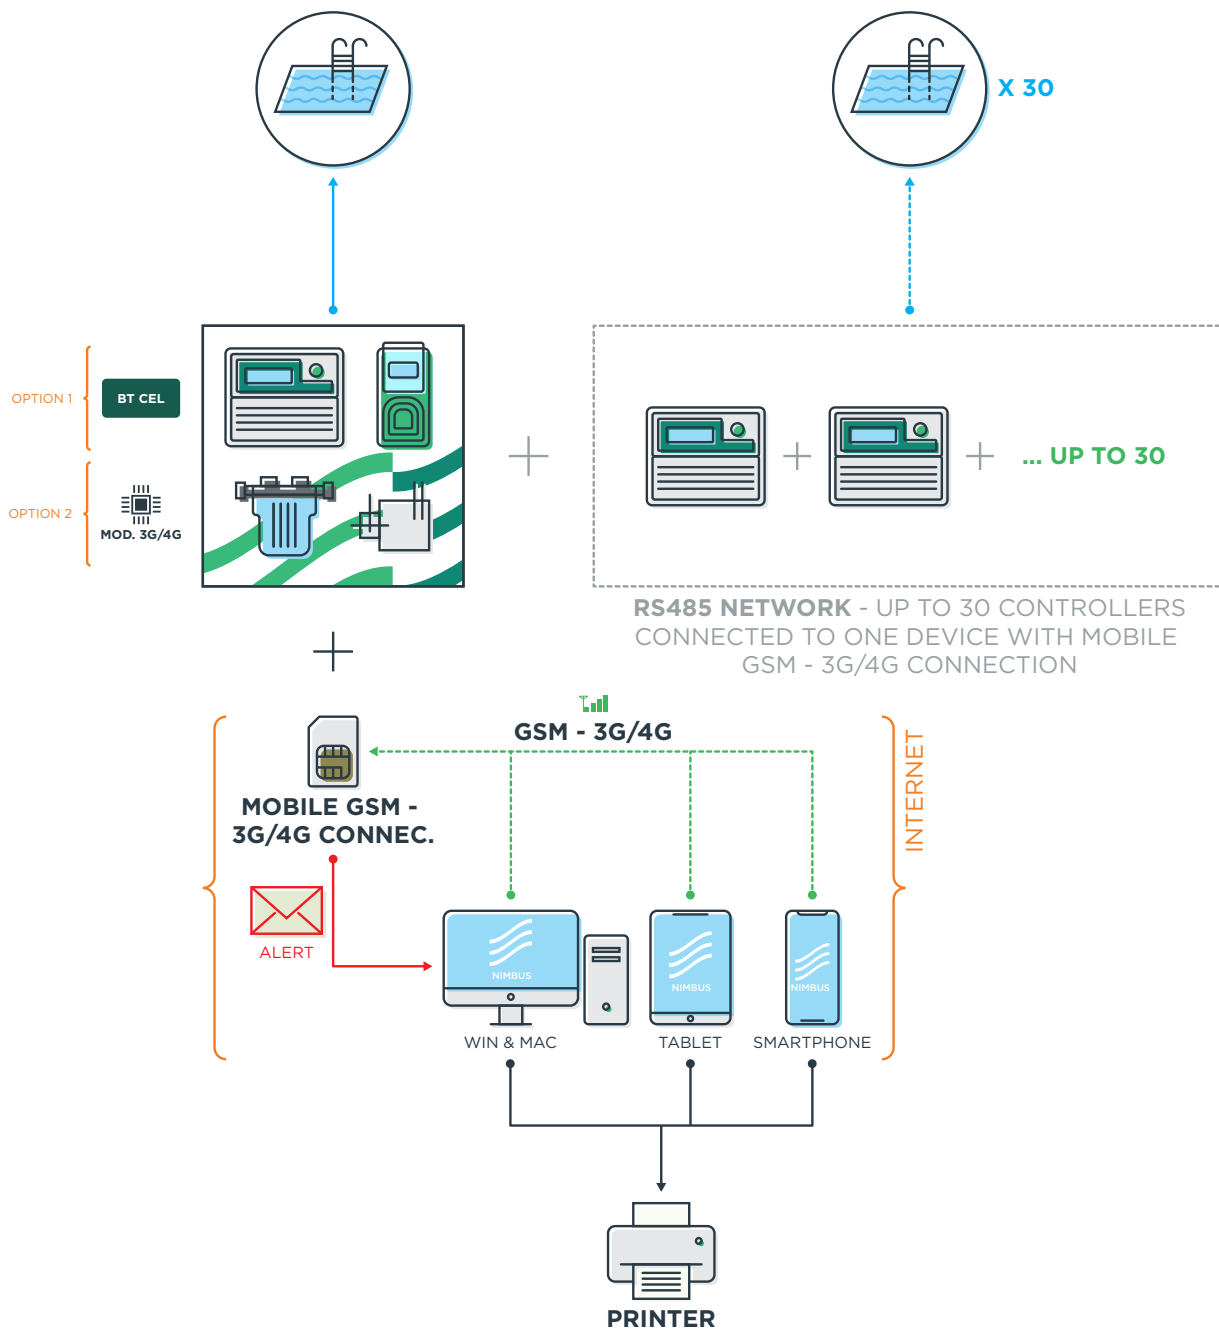 X 30
OPTION 1
BT CEL
OPTION 2
MOD. 3G/4G
... UP TO 30
RS485 NETWORK - UP TO 30 CONTROLLERS
CONNECTED TO ONE DEVICE WITH MOBILE
GSM - 3G/4G CONNECTION
GSM - 3G/4G
INTERNET
MOBILE GSM -
3G/4G CONNEC.
ALERT
NIMBUS
NIMBUS
NIMBUS
WIN & MAC
TABLET
SMARTPHONE
PRINTER